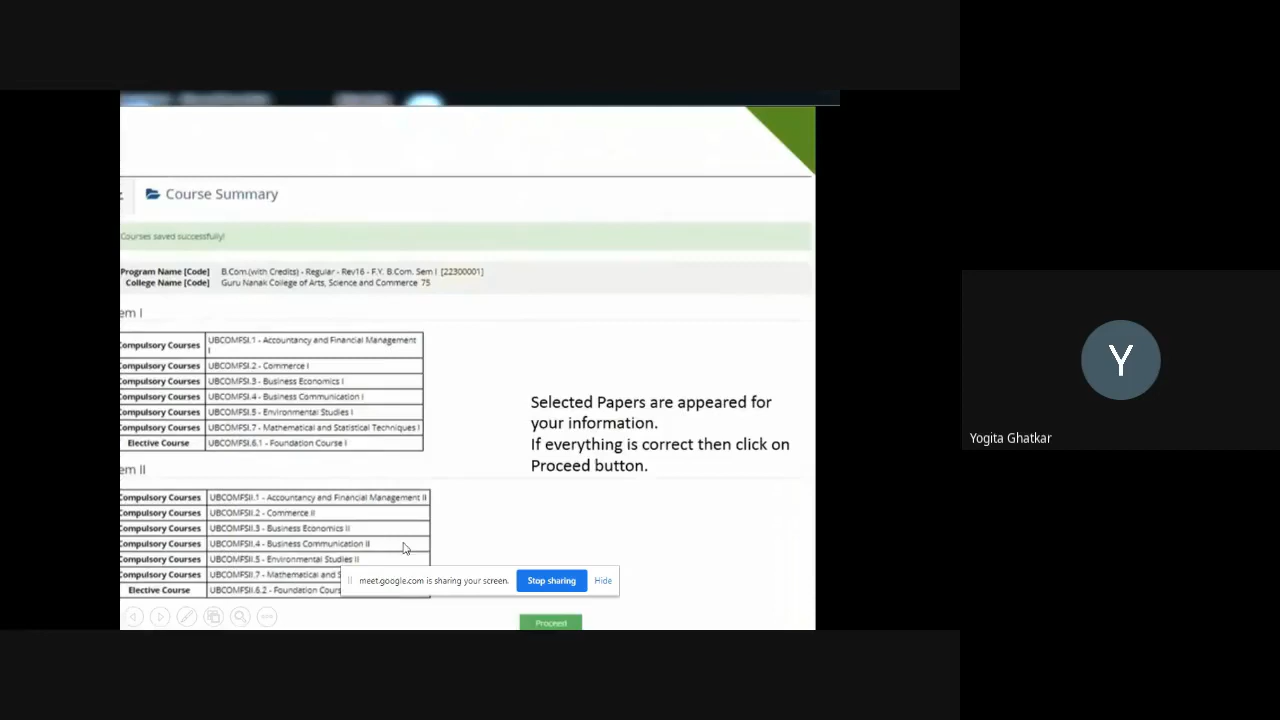 Course Summary
Courses saved successfully!
Program Name [Code] B.Com.(with Credits) - Regular - Rev16 - F.Y. B.Com. Sem I [22300001]
College Name [Code] Guru Nanak College of Arts, Science and Commerce 75
em I
Compulsory Courses UBCOMFSI.1 - Accountancy and Financial Management
I
Compulsory Courses UBCOMFSI.2 - Commerce I
Compulsory Courses UBCOMFSI.3 - Business Economics I
Compulsory Courses UBCOMFSI.4 - Business Communication I
Compulsory Courses UBCOMFSI.5 - Environmental Studies I
Compulsory Courses UBCOMFSI.7 - Mathematical and Statistical Techniques I
Elective Course UBCOMFSI.6.1 - Foundation Course I
Selected Papers are appeared for
your information.
If everything is correct then click on
Proceed button.
em II
Compulsory Courses UBCOMFSII.1 - Accountancy and Financial Management II
Compulsory Courses UBCOMFSII.2 - Commerce II
Compulsory Courses UBCOMFSII.3 - Business Economics II
Compulsory Courses UBCOMFSII.4 - Business Communication II
Compulsory Courses UBCOMFSII.5 - Environmental Studies II
Compulsory Courses UBCOMFSII.7 - Mathematical and S
Elective Course UBCOMFSII.6.2 - Foundation Cours
meet.google.com is sharing your screen. Stop sharing Hide
Proceed
Y
Yogita Ghatkar